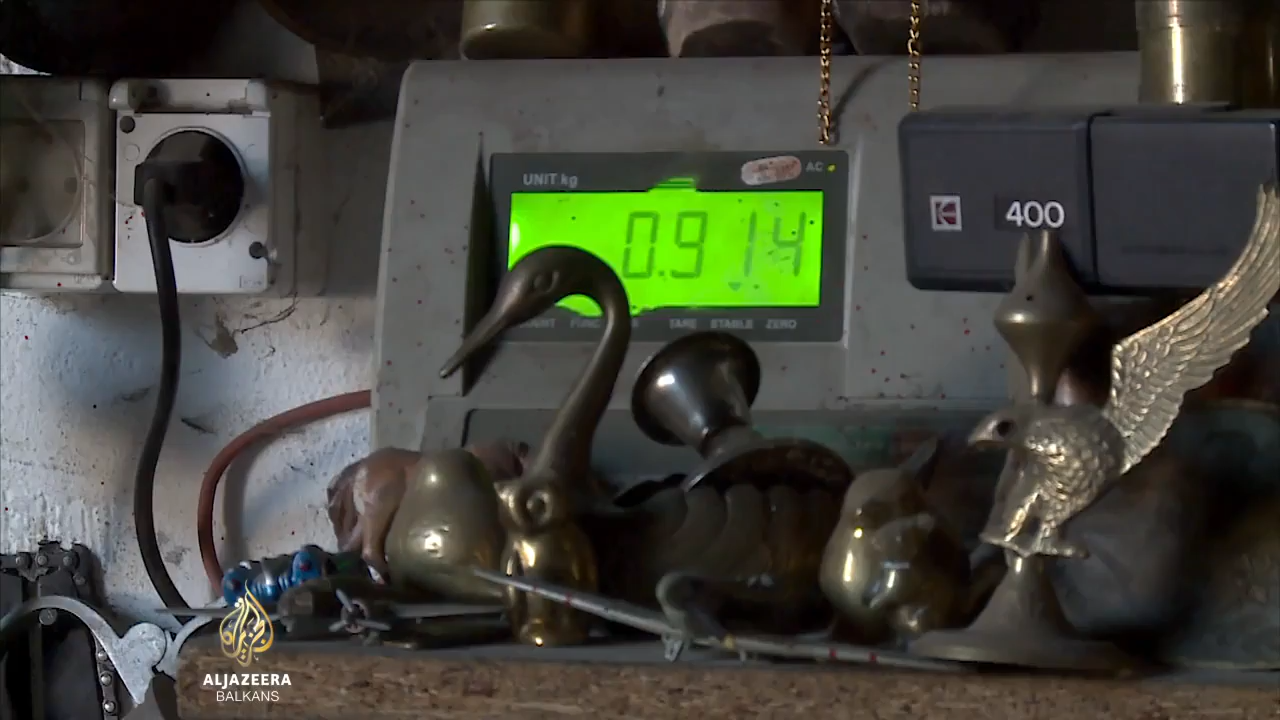 UNIT kg
AC
0.914
TARE STABLE ZERO
400
ALJAZEERA
BALKANS